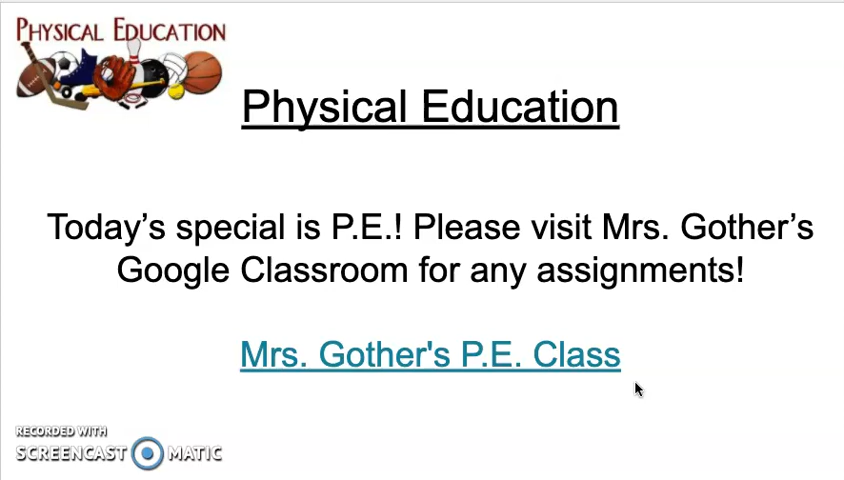 PHYSICAL EDUCATION
Physical Education
Today's special is P.E.! Please visit Mrs. Gother's
Google Classroom for any assignments!
Mrs. Gother's P.E. Class
RECORDED WITH
SCREENCAST MATIC